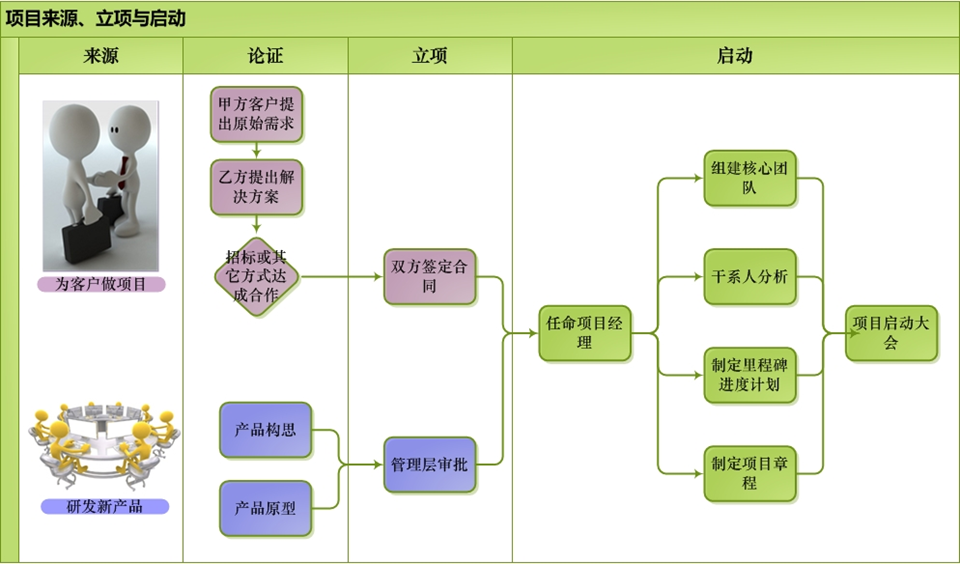 项目来源、立项与启动
来源
论证
立项
启动
为客户做项目
甲方客户提
出原始需求
乙方提出解
决方案
招标或其
它方式达
成合作
双方签定合
同
研发新产品
产品构思
产品原型
管理层审批
任命项目经
理
组建核心团
队
干系人分析
制定里程碑
进度计划
制定项目章
程
项目启动大
会